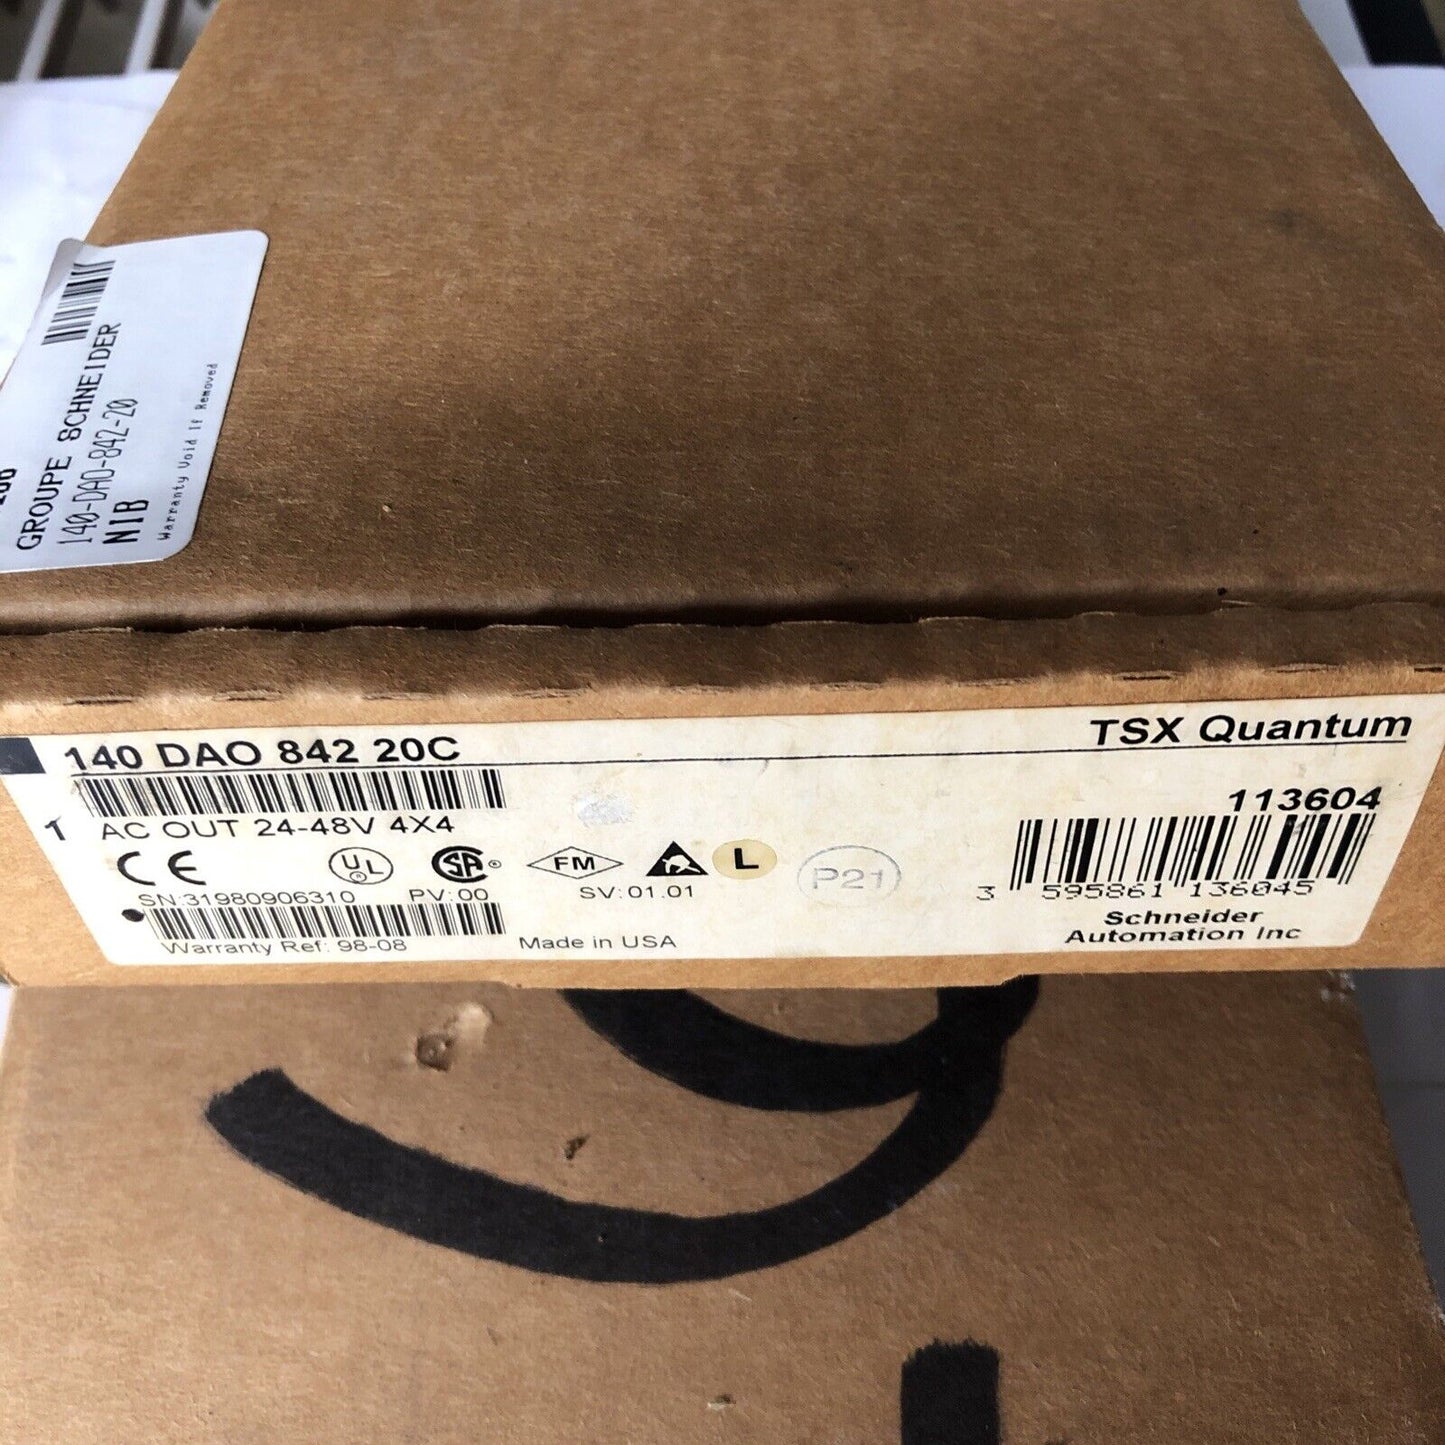 GROUPE SCHNEIDER
140-DAO-842-20
NIB
Warranty Void If Removed
140 DAO 842 20C
TSX Quantum
113604
1
AC OUT 24-48V 4X4
CE
UL
SA
FM
L
P21
SN:31980906310
PV:00
SV:01.01
3 595861 136045
Warranty Ref: 98-08
Made in USA
Schneider
Automation Inc